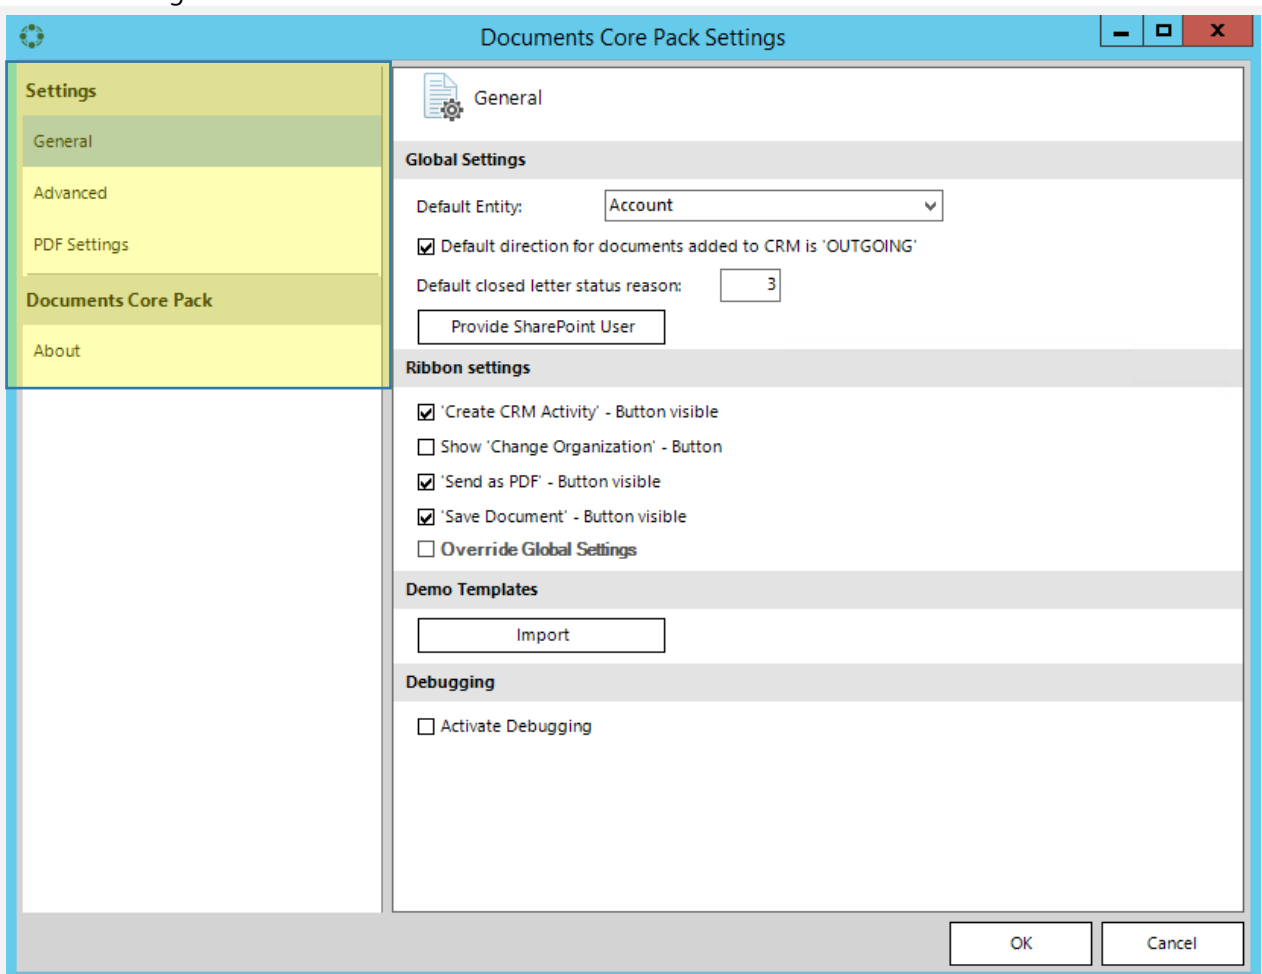 Documents Core Pack Settings
Settings
General
Advanced
PDF Settings
Documents Core Pack
About
General
Global Settings
Default Entity: Account
Default direction for documents added to CRM is 'OUTGOING'
Default closed letter status reason: 3
Provide SharePoint User
Ribbon settings
'Create CRM Activity' - Button visible
Show 'Change Organization' - Button
'Send as PDF' - Button visible
'Save Document' - Button visible
Override Global Settings
Demo Templates
Import
Debugging
Activate Debugging
OK Cancel